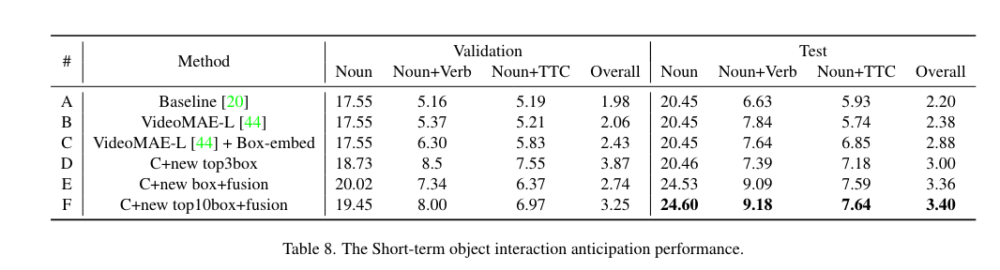 # Method Validation Test
Noun Noun+Verb Noun+TTC Overall Noun Noun+Verb Noun+TTC Overall
A Baseline [20] 17.55 5.16 5.19 1.98 20.45 6.63 5.93 2.20
B VideoMAE-L [44] 17.55 5.37 5.21 2.06 20.45 7.84 5.74 2.38
C VideoMAE-L [44] + Box-embed 17.55 6.30 5.83 2.43 20.45 7.64 6.85 2.88
D C+new top3box 18.73 8.5 7.55 3.87 20.46 7.39 7.18 3.00
E C+new box+fusion 20.02 7.34 6.37 2.74 24.53 9.09 7.59 3.36
F C+new top10box+fusion 19.45 8.00 6.97 3.25 24.60 9.18 7.64 3.40
Table 8. The Short-term object interaction anticipation performance.